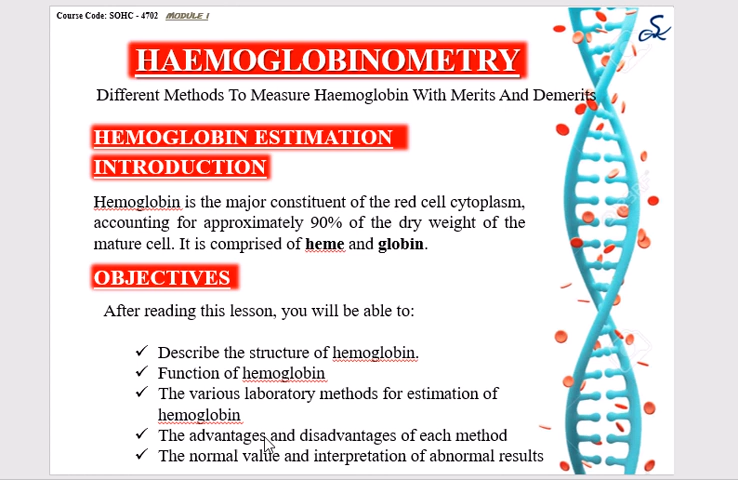 Course Code: SOHC - 4702 MODULE I
HAEMOGLOBINOMETRY
Different Methods To Measure Haemoglobin With Merits And Demerits
HEMOGLOBIN ESTIMATION
INTRODUCTION
Hemoglobin is the major constituent of the red cell cytoplasm,
accounting for approximately 90% of the dry weight of the
mature cell. It is comprised of heme and globin.
OBJECTIVES
After reading this lesson, you will be able to:
✓ Describe the structure of hemoglobin.
✓ Function of hemoglobin
✓ The various laboratory methods for estimation of
hemoglobin
✓ The advantages and disadvantages of each method
✓ The normal value and interpretation of abnormal results